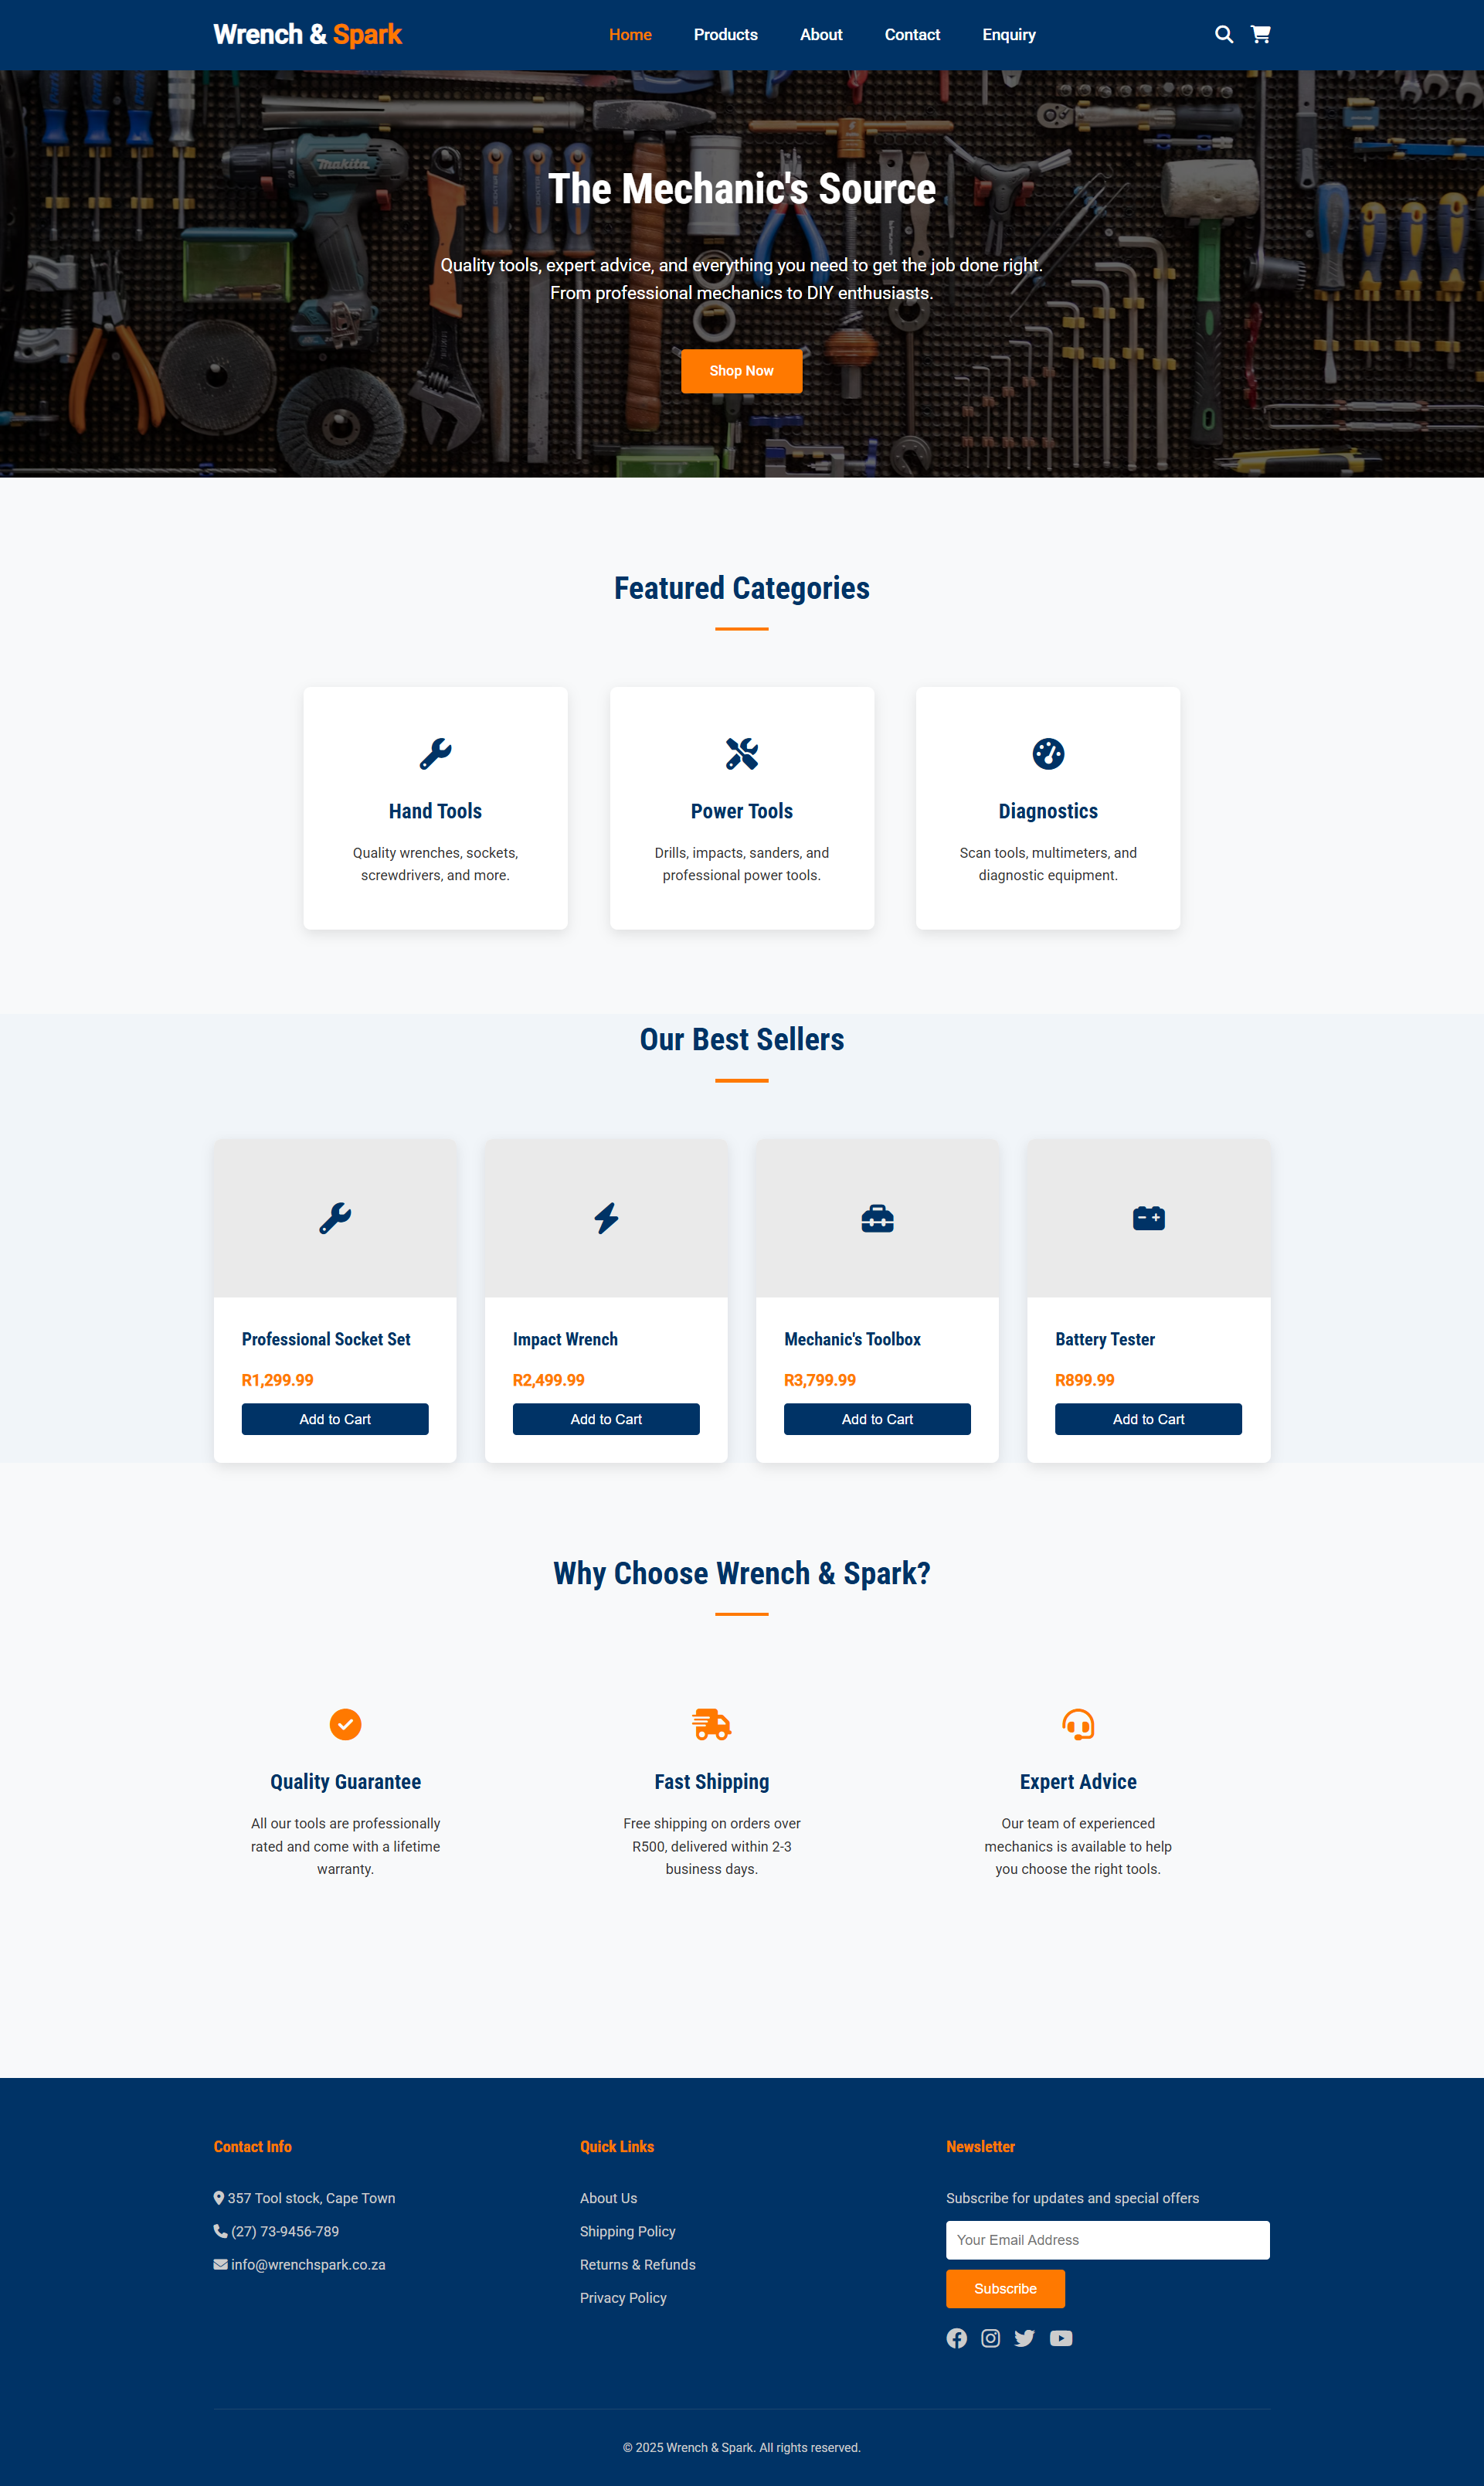 Wrench & Spark
Home Products About Contact Enquiry
makita
The Mechanic's Source
Quality tools, expert advice, and everything you need to get the job done right.
From professional mechanics to DIY enthusiasts.
Shop Now
Featured Categories
Hand Tools
Quality wrenches, sockets,
screwdrivers, and more.
Power Tools
Drills, impacts, sanders, and
professional power tools.
Diagnostics
Scan tools, multimeters, and
diagnostic equipment.
Our Best Sellers
Professional Socket Set
R1,299.99
Add to Cart
Impact Wrench
R2,499.99
Add to Cart
Mechanic's Toolbox
R3,799.99
Add to Cart
Battery Tester
R899.99
Add to Cart
Why Choose Wrench & Spark?
Quality Guarantee
All our tools are professionally
rated and come with a lifetime
warranty.
Fast Shipping
Free shipping on orders over
R500, delivered within 2-3
business days.
Expert Advice
Our team of experienced
mechanics is available to help
you choose the right tools.
Contact Info
357 Tool stock, Cape Town
(27) 73-9456-789
info@wrenchspark.co.za
Quick Links
About Us
Shipping Policy
Returns & Refunds
Privacy Policy
Newsletter
Subscribe for updates and special offers
Your Email Address
Subscribe
© 2025 Wrench & Spark. All rights reserved.